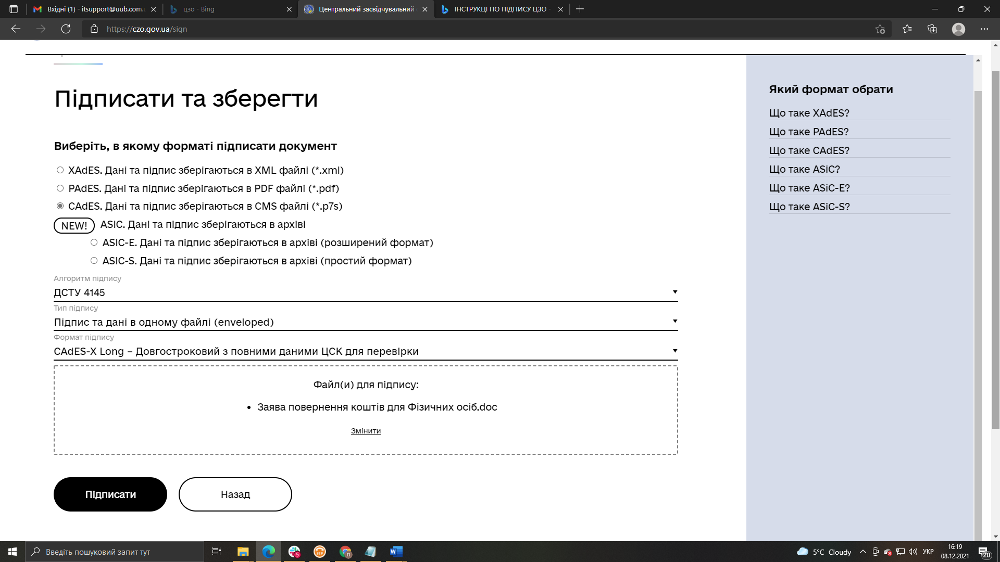 Вхідні (1) - itsupport@uub.com.u
цзо - Bing
Центральний засвідчувальний
ІНСТРУКЦІ ПО ПІДПИСУ ЦЗО -
https://czo.gov.ua/sign
Підписати та зберегти
Виберіть, в якому форматі підписати документ
XAdES. Дані та підпис зберігаються в XML файлі (*.xml)
PAdES. Дані та підпис зберігаються в PDF файлі (*.pdf)
CAdES. Дані та підпис зберігаються в CMS файлі (*.p7s)
NEW! ASIC. Дані та підпис зберігаються в архіві
ASIC-E. Дані та підпис зберігаються в архіві (розширений формат)
ASIC-S. Дані та підпис зберігаються в архіві (простий формат)
Алгоритм підпису
ДСТУ 4145
Тип підпису
Підпис та дані в одному файлі (enveloped)
Формат підпису
CAdES-X Long – Довгостроковий з повними даними ЦСК для перевірки
Файл(и) для підпису:
• Заява повернення коштів для Фізичних осіб.doc
Змінити
Підписати
Назад
Який формат обрати
Що таке XAdES?
Що таке PAdES?
Що таке CAdES?
Що таке ASiC?
Що таке ASiC-E?
Що таке ASiC-S?
Введіть пошуковий запит тут
5
STP
п
W
5°C Cloudy
УКР
16:19
08.12.2021
20